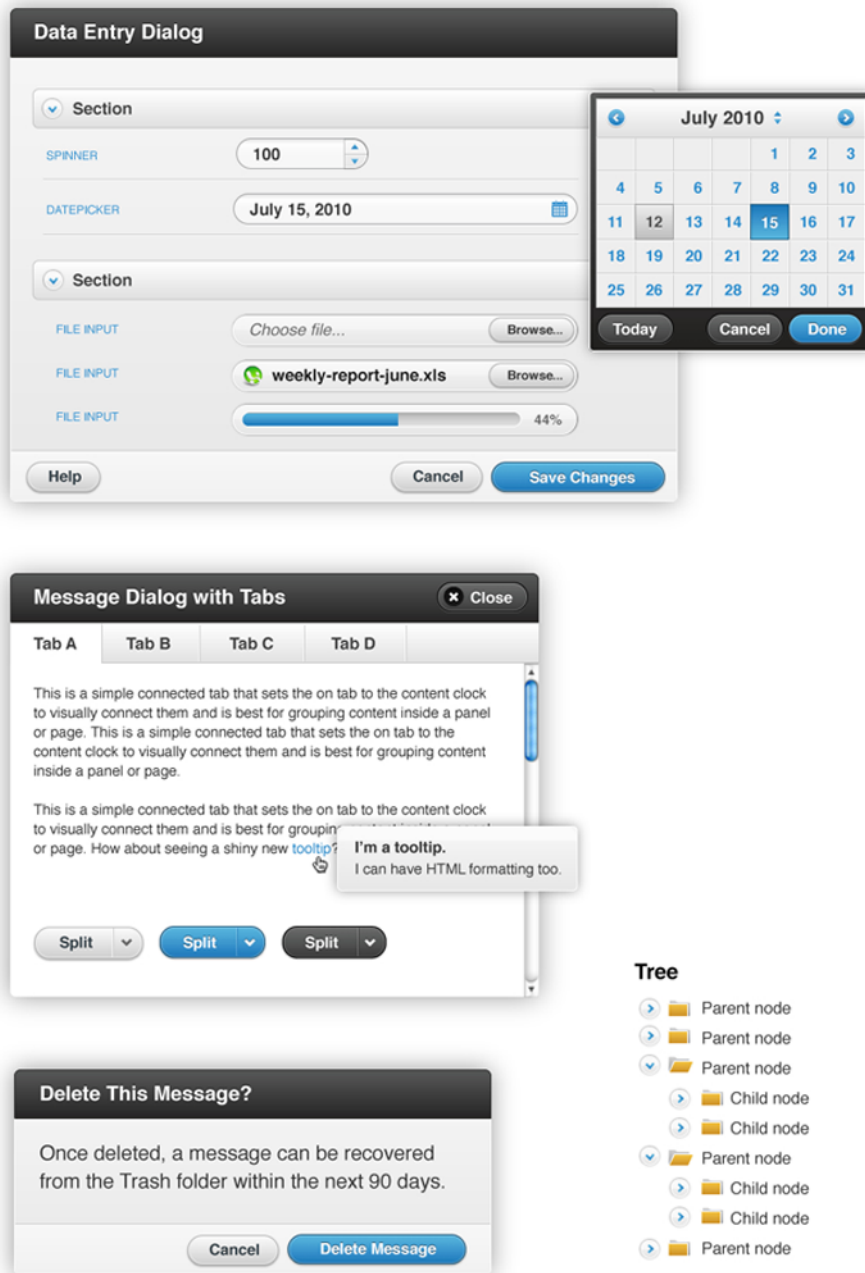 Data Entry Dialog
Section
SPINNER
100
DATEPICKER
July 15, 2010
Section
FILE INPUT
Choose file...
Browse...
FILE INPUT
weekly-report-june.xls
Browse...
FILE INPUT
44%
Help
Cancel
Save Changes
July 2010
1 2 3
4 5 6 7 8 9 10
11 12 13 14 15 16 17
18 19 20 21 22 23 24
25 26 27 28 29 30 31
Today
Cancel
Done
Message Dialog with Tabs
Close
Tab A
Tab B
Tab C
Tab D
This is a simple connected tab that sets the on tab to the content clock
to visually connect them and is best for grouping content inside a panel
or page. This is a simple connected tab that sets the on tab to the
content clock to visually connect them and is best for grouping content
inside a panel or page.
This is a simple connected tab that sets the on tab to the content clock
to visually connect them and is best for grouping
or page. How about seeing a shiny new tooltip?
I'm a tooltip.
I can have HTML formatting too.
Split
Split
Split
Delete This Message?
Once deleted, a message can be recovered
from the Trash folder within the next 90 days.
Cancel
Delete Message
Tree
Parent node
Parent node
Parent node
Child node
Child node
Parent node
Child node
Child node
Parent node